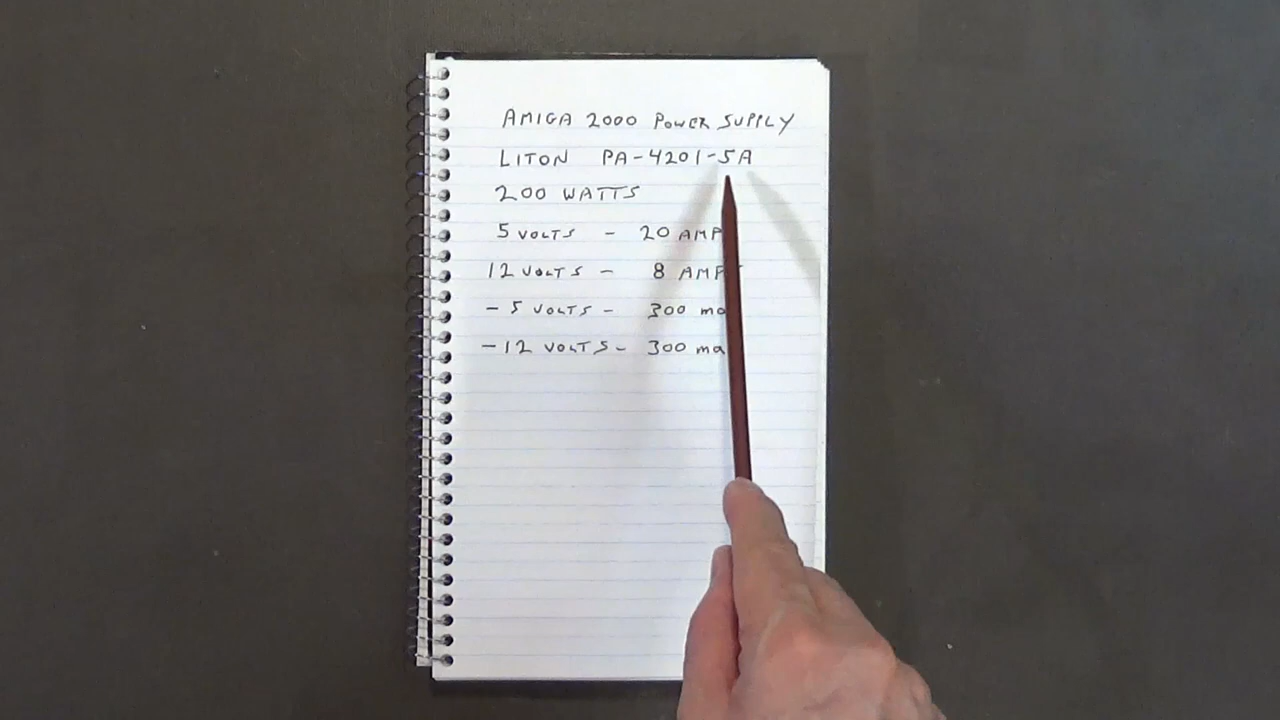 AMIGA 2000 POWER SUPPLY
LITON PA-4201-5A
200 WATTS
5 VOLTS - 20 AMP
12 VOLTS - 8 AMP
- 5 VOLTS - 300 ma
-12 VOLTS - 300 ma